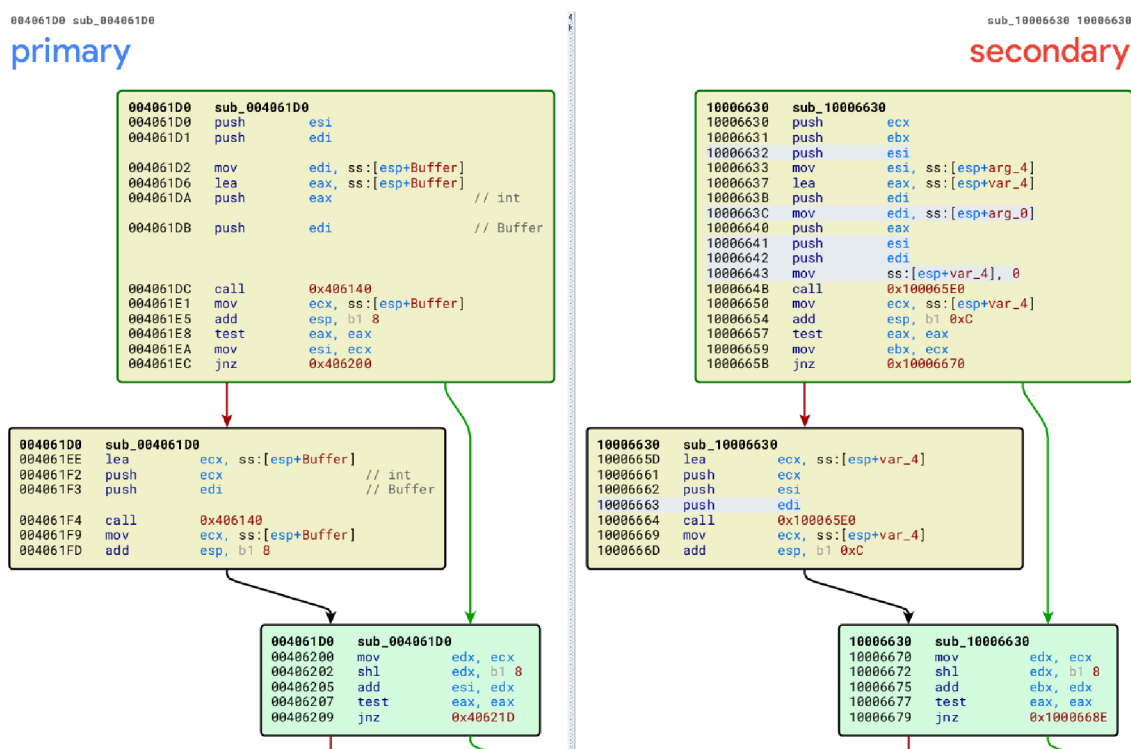 004061D0 sub_004061D0
primary
004061D0 sub_004061D0
004061D0 push esi
004061D1 push edi
004061D2 mov edi, ss:[esp+Buffer]
004061D6 lea eax, ss:[esp+Buffer]
004061DA push eax // int
004061DB push edi // Buffer
004061DC call 0x406140
004061E1 mov ecx, ss:[esp+Buffer]
004061E5 add esp, b1 8
004061E8 test eax, eax
004061EA mov esi, ecx
004061EC jnz 0x406200
004061D0 sub_004061D0
004061EE lea ecx, ss:[esp+Buffer]
004061F2 push ecx // int
004061F3 push edi // Buffer
004061F4 call 0x406140
004061F9 mov ecx, ss:[esp+Buffer]
004061FD add esp, b1 8
004061D0 sub_004061D0
00406200 mov edx, ecx
00406202 shl edx, b1 8
00406205 add esi, edx
00406207 test eax, eax
00406209 jnz 0x40621D
sub_10006630 10006630
secondary
10006630 sub_10006630
10006630 push ecx
10006631 push ebx
10006632 push esi
10006633 mov esi, ss:[esp+arg_4]
10006637 lea eax, ss:[esp+var_4]
1000663B push edi
1000663C mov edi, ss:[esp+arg_0]
10006640 push eax
10006641 push esi
10006642 push edi
10006643 mov ss:[esp+var_4], 0
1000664B call 0x100065E0
10006650 mov ecx, ss:[esp+var_4]
10006654 add esp, b1 0xC
10006657 test eax, eax
10006659 mov ebx, ecx
1000665B jnz 0x10006670
10006630 sub_10006630
1000665D lea ecx, ss:[esp+var_4]
10006661 push ecx
10006662 push esi
10006663 push edi
10006664 call 0x100065E0
10006669 mov ecx, ss:[esp+var_4]
1000666D add esp, b1 0xC
10006630 sub_10006630
10006670 mov edx, ecx
10006672 shl edx, b1 8
10006675 add ebx, edx
10006677 test eax, eax
10006679 jnz 0x1000668E